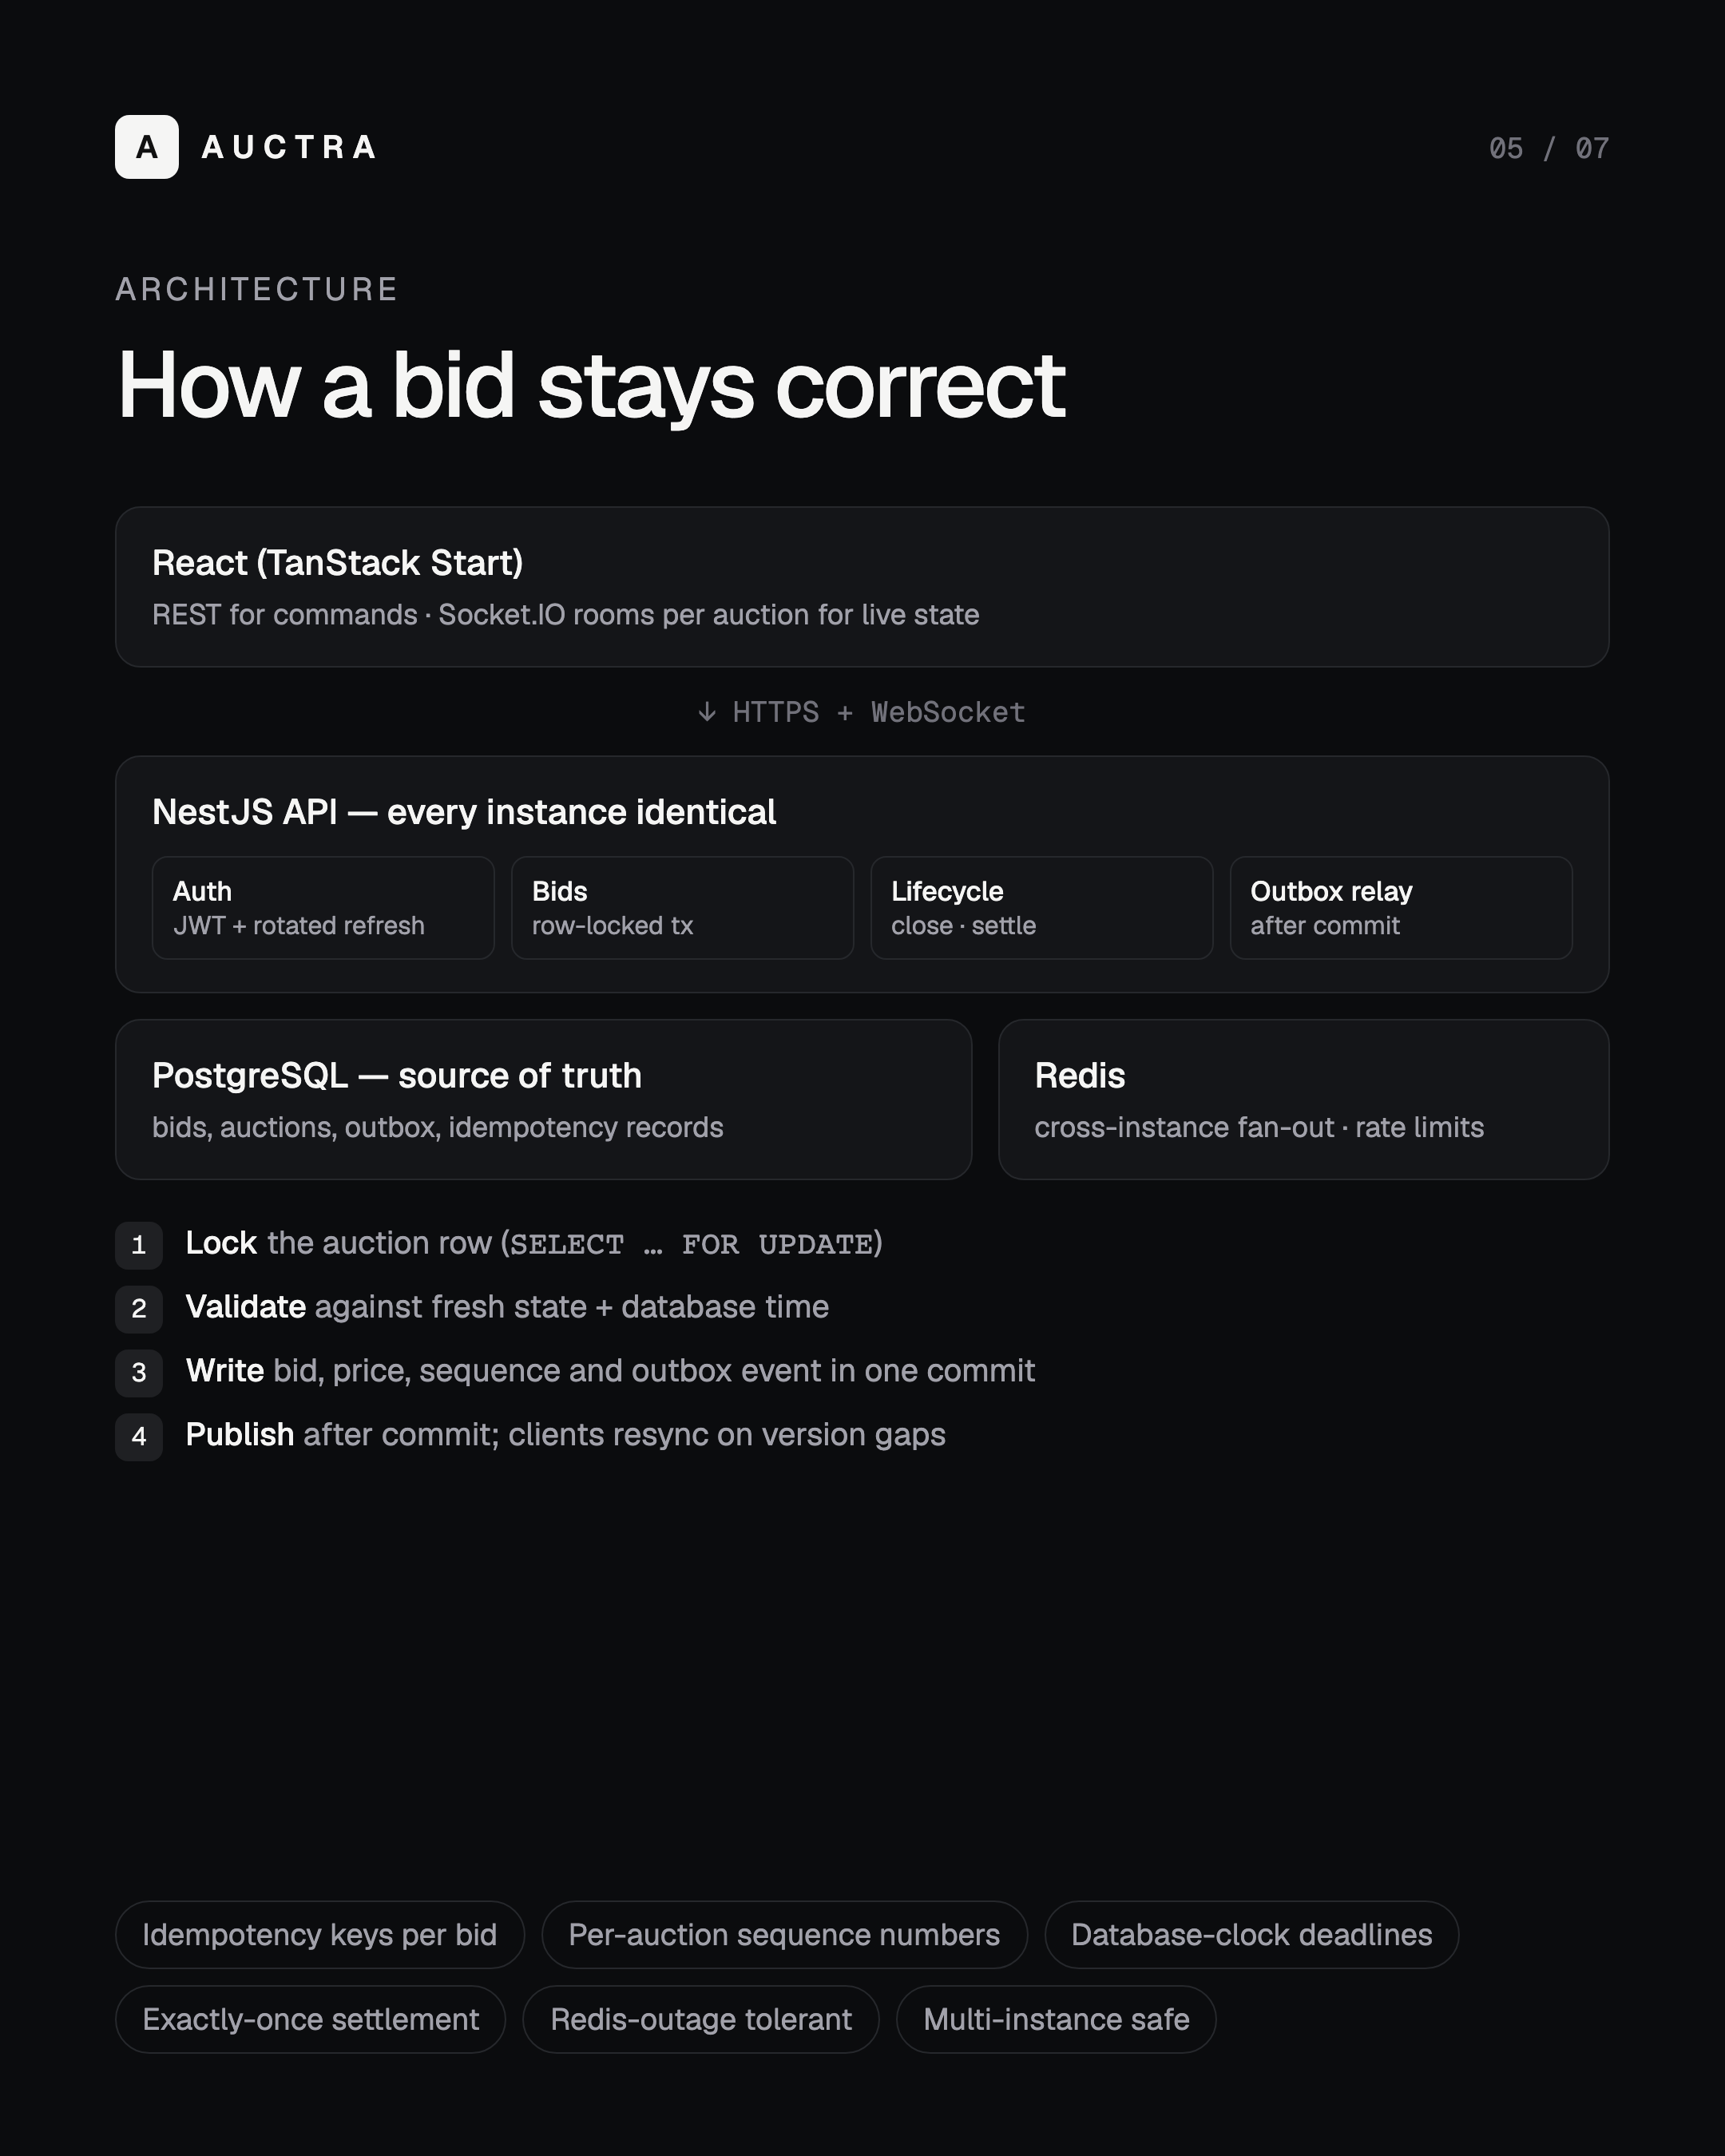 A AUCTRA
05 / 07
ARCHITECTURE
How a bid stays correct
React (TanStack Start)
REST for commands · Socket.IO rooms per auction for live state
↓ HTTPS + WebSocket
NestJS API — every instance identical
Auth
JWT + rotated refresh
Bids
row-locked tx
Lifecycle
close · settle
Outbox relay
after commit
PostgreSQL — source of truth
bids, auctions, outbox, idempotency records
Redis
cross-instance fan-out · rate limits
1 Lock the auction row (SELECT … FOR UPDATE)
2 Validate against fresh state + database time
3 Write bid, price, sequence and outbox event in one commit
4 Publish after commit; clients resync on version gaps
Idempotency keys per bid
Per-auction sequence numbers
Database-clock deadlines
Exactly-once settlement
Redis-outage tolerant
Multi-instance safe